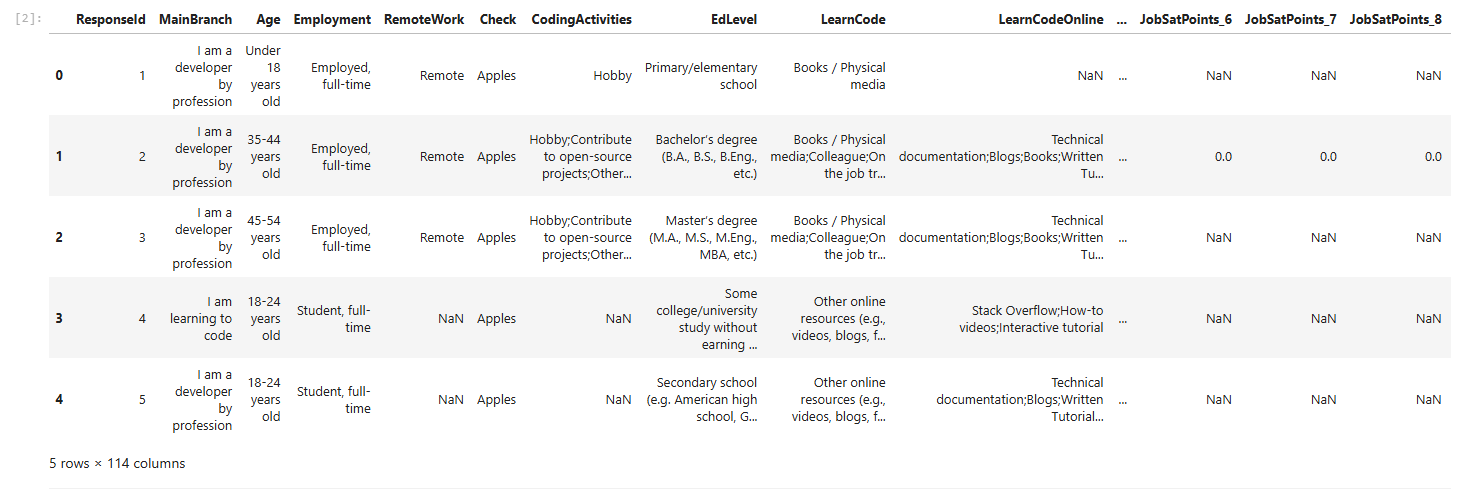 [2]:
ResponseId MainBranch Age Employment RemoteWork Check CodingActivities EdLevel LearnCode LearnCodeOnline ... JobSatPoints_6 JobSatPoints_7 JobSatPoints_8
0 1 I am a developer by profession Under 18 years old Employed, full-time Remote Apples Hobby Primary/elementary school Books / Physical media NaN ... NaN NaN NaN
1 2 I am a developer by profession 35-44 years old Employed, full-time Remote Apples Hobby;Contribute to open-source projects;Other... Bachelor's degree (B.A., B.S., B.Eng., etc.) Books / Physical media;Colleague;On the job tr... Technical documentation;Blogs;Books;Written Tu... ... 0.0 0.0 0.0
2 3 I am a developer by profession 45-54 years old Employed, full-time Remote Apples Hobby;Contribute to open-source projects;Other... Master's degree (M.A., M.S., M.Eng., MBA, etc.) Books / Physical media;Colleague;On the job tr... Technical documentation;Blogs;Books;Written Tu... ... NaN NaN NaN
3 4 I am learning to code 18-24 years old Student, full-time NaN Apples NaN Some college/university study without earning ... Other online resources (e.g., videos, blogs, f... Stack Overflow;How-to videos;Interactive tutorial ... NaN NaN NaN
4 5 I am a developer by profession 18-24 years old Student, full-time NaN Apples NaN Secondary school (e.g. American high school, G... Other online resources (e.g., videos, blogs, f... Technical documentation;Blogs;Written Tutorial... ... NaN NaN NaN
5 rows × 114 columns